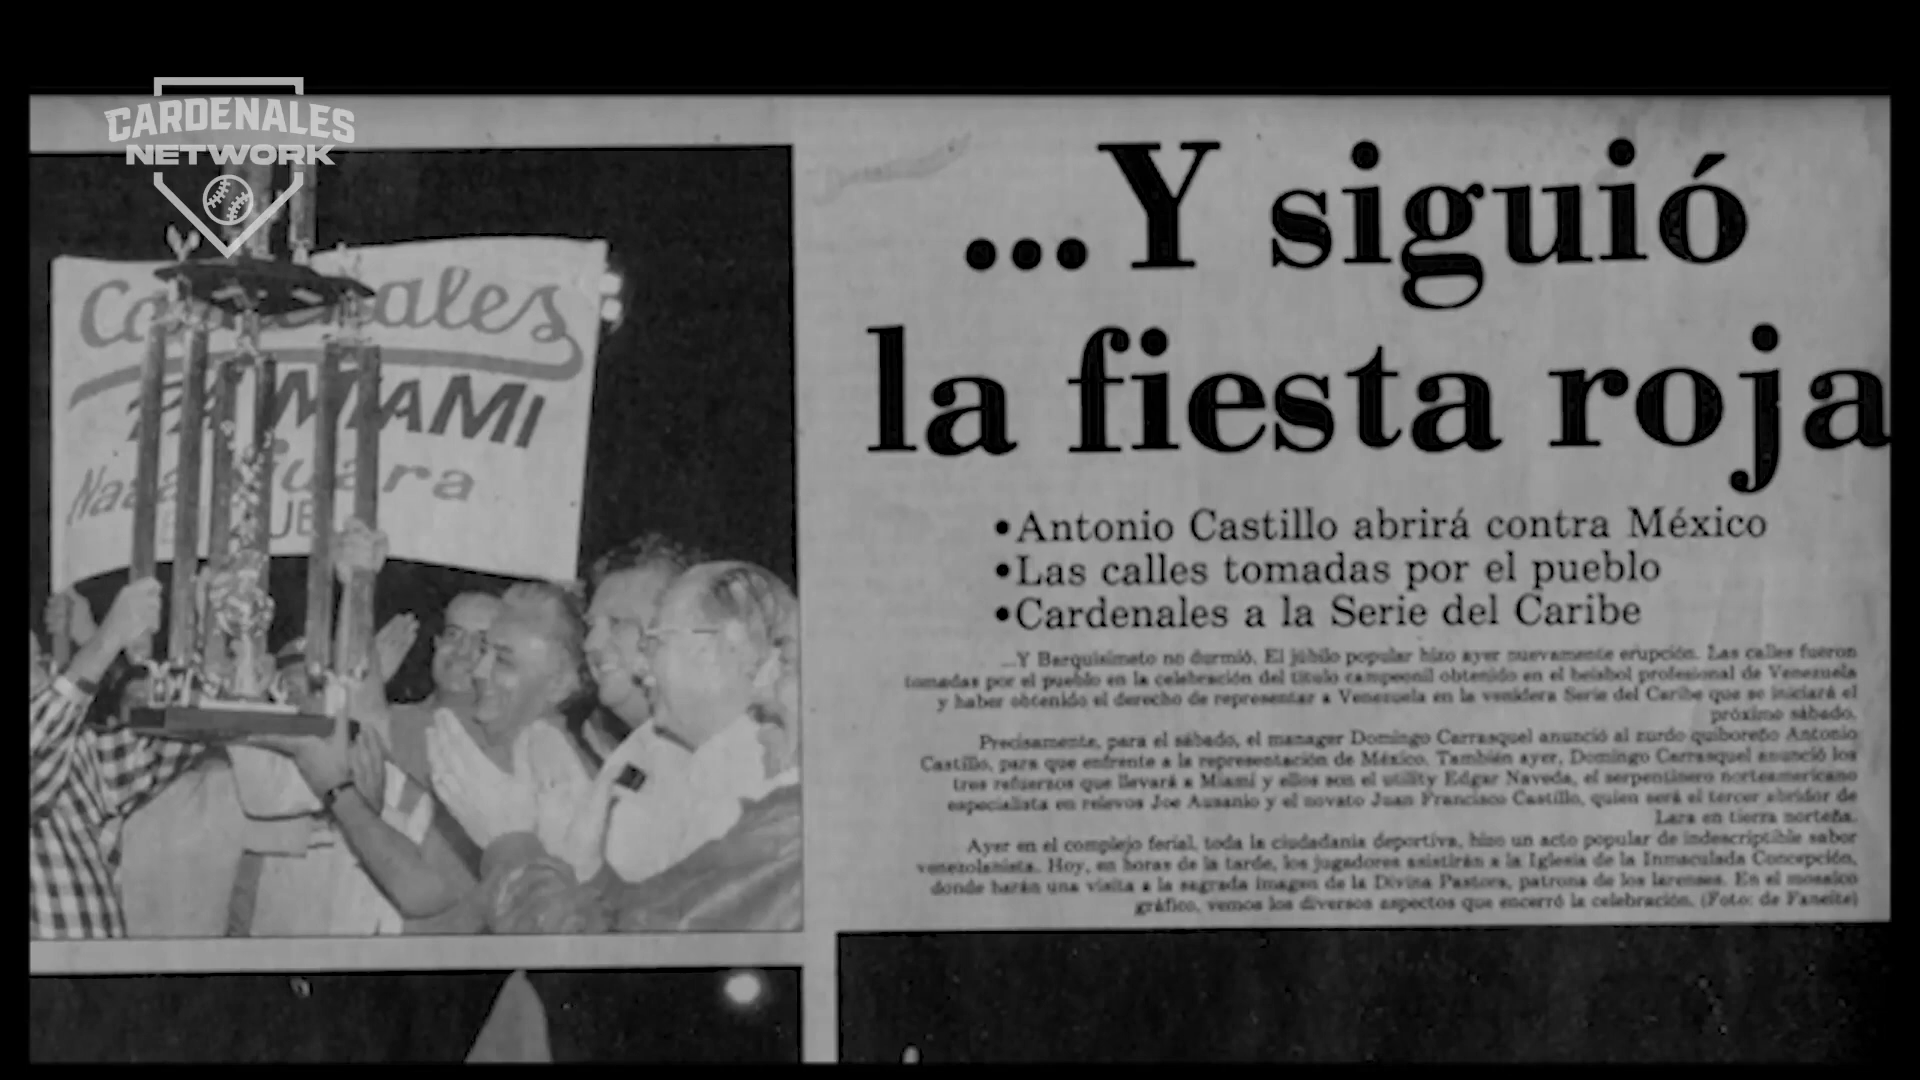 CARDENALES
NETWORK
Cardenales
PA' MIAMI
Naaa Guara
...Y siguió
la fiesta roja
•Antonio Castillo abrirá contra México
•Las calles tomadas por el pueblo
•Cardenales a la Serie del Caribe
...Y Barquisimeto no durmió. El júbilo popular hizo ayer nuevamente erupción. Las calles fueron
tomadas por el pueblo en la celebración del título campeonil obtenido en el beisbol profesional de Venezuela
y haber obtenido el derecho de representar a Venezuela en la venidera Serie del Caribe que se iniciará el
próximo sábado.
Precisamente, para el sábado, el manager Domingo Carrasquel anunció al zurdo quiboreño Antonio
Castillo, para que enfrente a la representación de México. También ayer, Domingo Carrasquel anunció los
tres refuerzos que llevará a Miami y ellos son el utility Edgar Naveda, el serpentinero norteamericano
especialista en relevos Joe Ausanio y el novato Juan Francisco Castillo, quien será el tercer abridor de
Lara en tierra norteña.
Ayer en el complejo ferial, toda la ciudadanía deportiva, hizo un acto popular de indescriptible sabor
venezolanista. Hoy, en horas de la tarde, los jugadores asistirán a la Iglesia de la Inmaculada Concepción,
donde harán una visita a la sagrada imagen de la Divina Pastora, patrona de los larenses. En el mosaico
gráfico, vemos los diversos aspectos que encerró la celebración. (Foto: de Faneite)